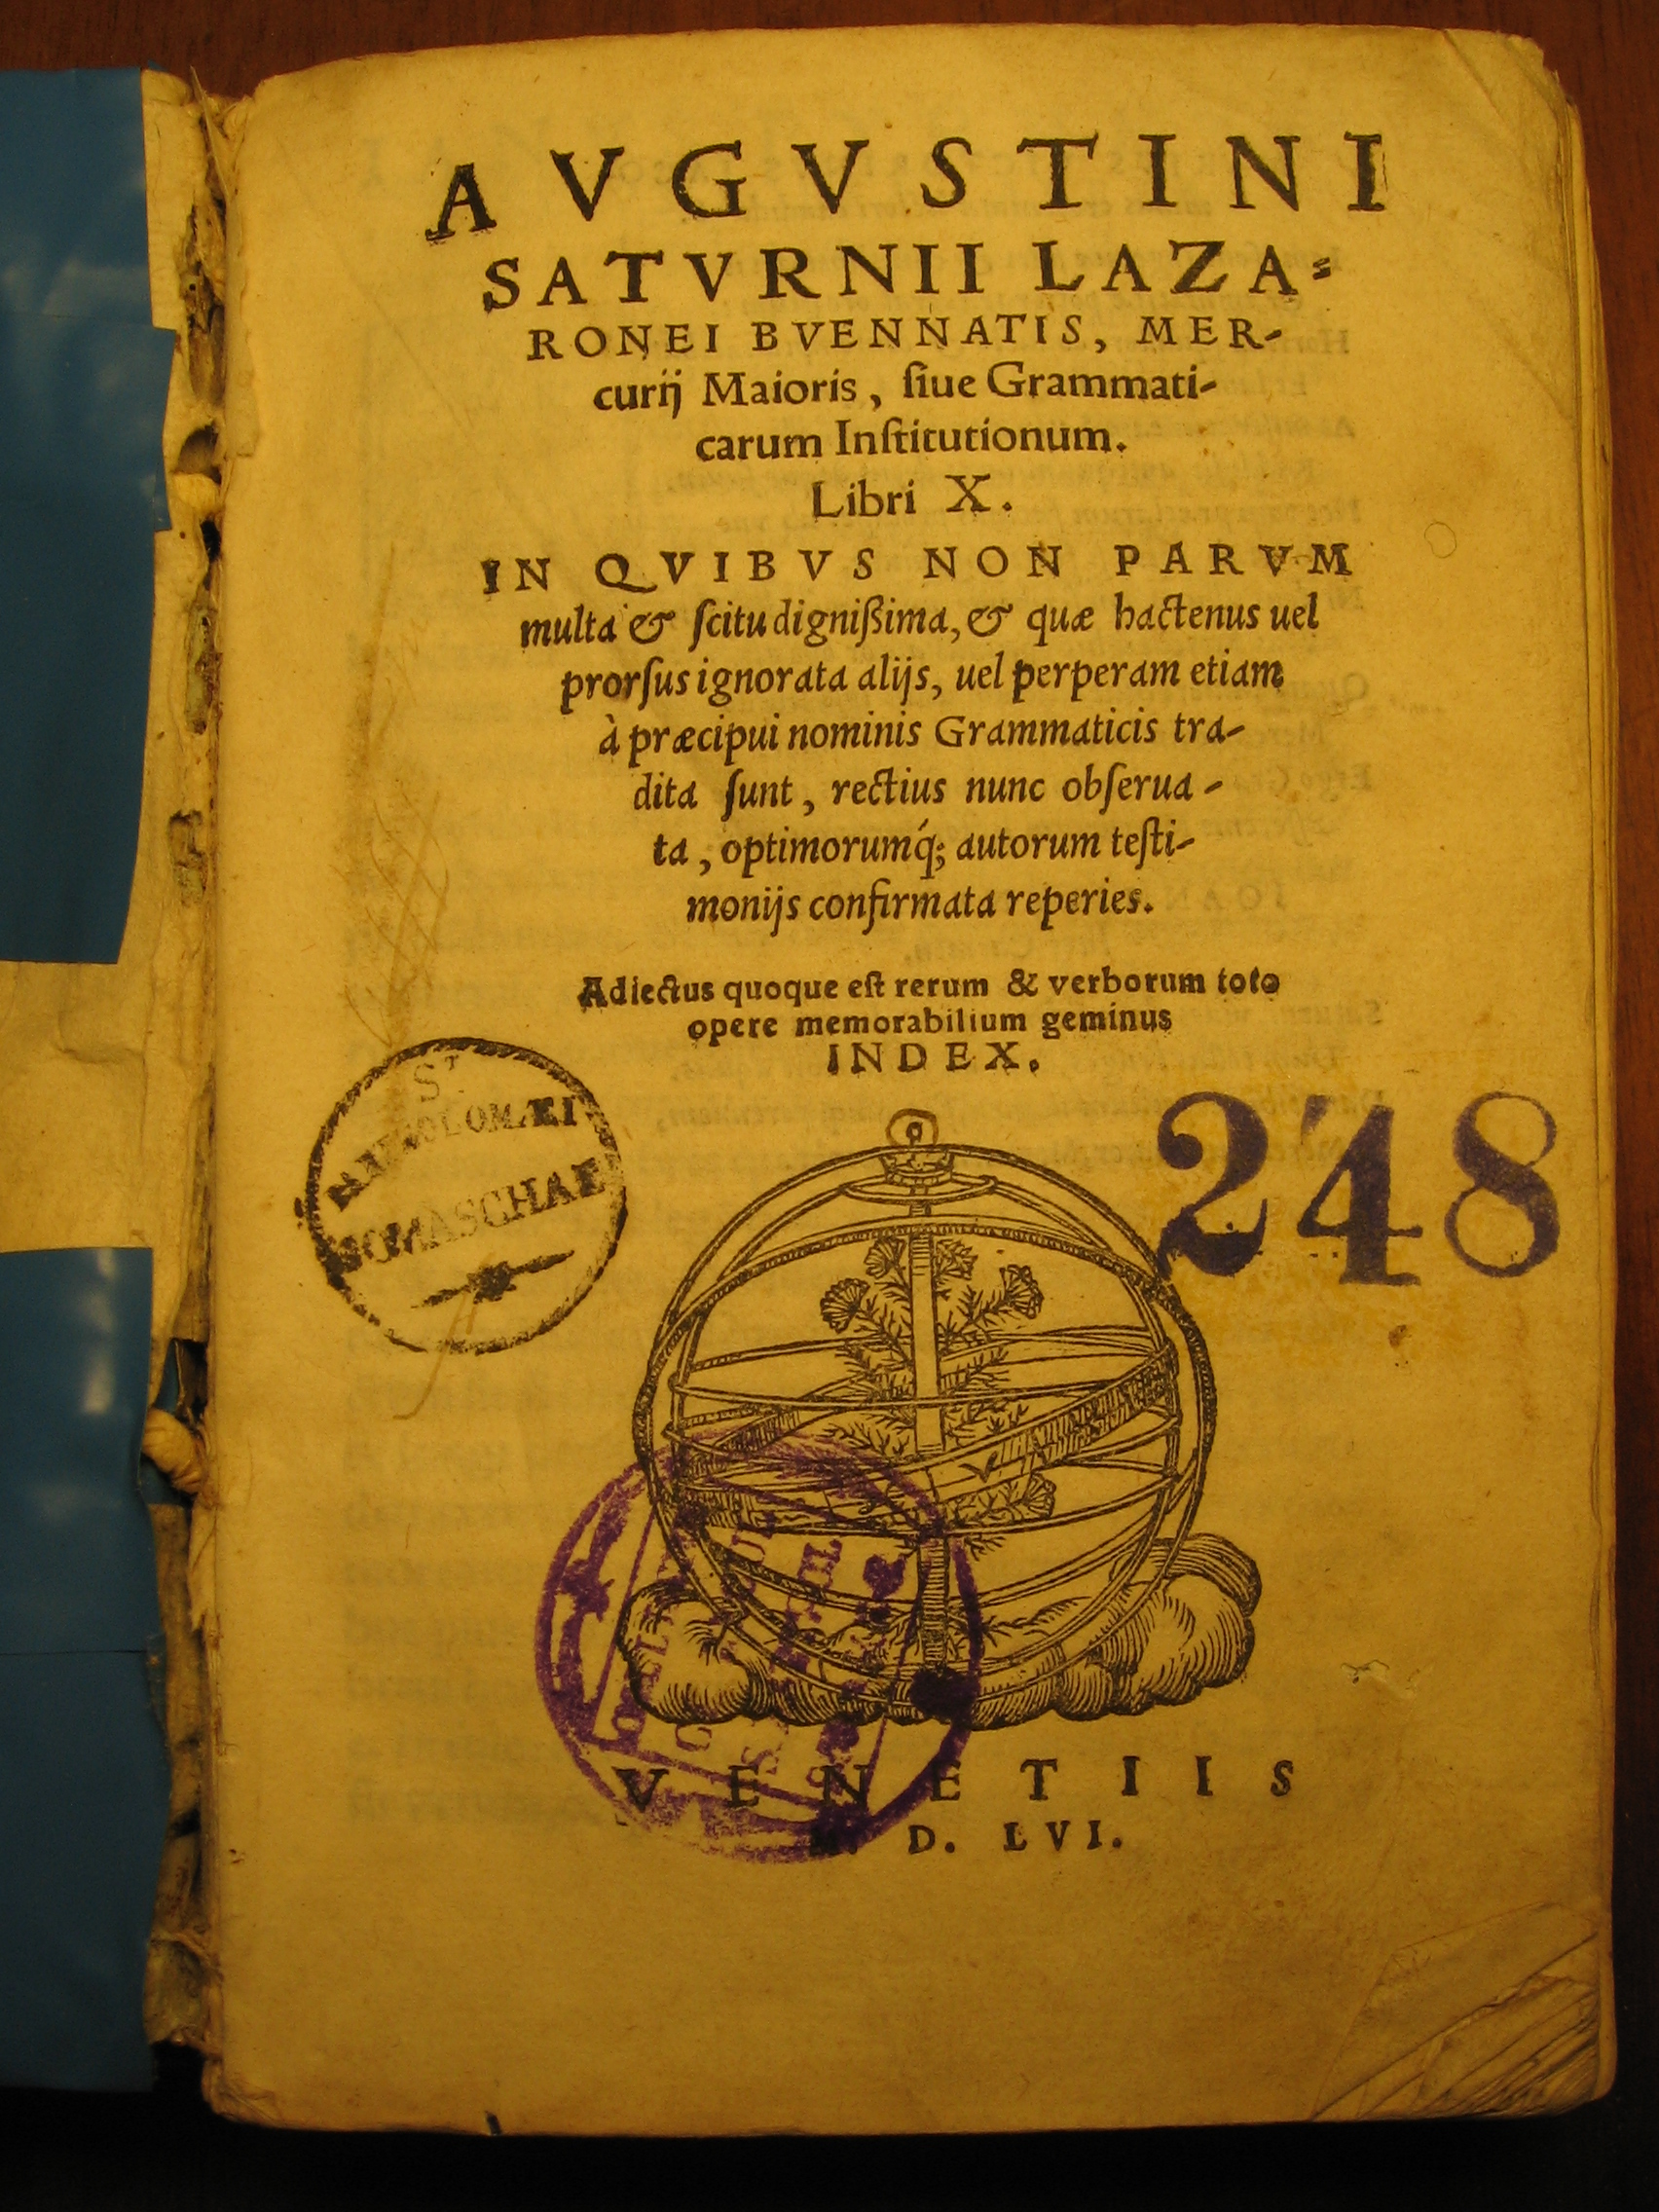 AVGVSTINI
SATVRNII LAZA-
RONEI BVENNATIS, MER-
curij Maioris, ſiue Grammati-
carum Inſtitutionum.
Libri X.
IN QVIBVS NON PARVM
multa & ſcitu digniſſima, & quæ hactenus uel
prorſus ignorata alijs, uel perperam etiam
à præcipui nominis Grammaticis tra-
dita ſunt, rectius nunc obſerua-
ta, optimorumq́; autorum teſti-
monijs confirmata reperies.
Adiectus quoque eſt rerum & verborum toto
opere memorabilium geminus
INDEX.
ST
SOMASCHAE
248
VENETIIS
D. LVI.